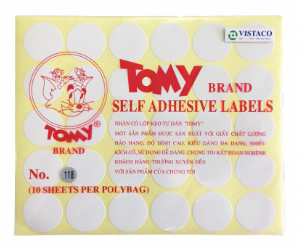 VISTACO
TOMY BRAND
SELF ADHESIVE LABELS
TOMY
BRAND
No. 118
(10 SHEETS PER POLYBAG)
NHÃN CÓ LỚP KEO TỰ DÁN "TOMY":
MỘT SẢN PHẨM ĐƯỢC SẢN XUẤT VỚI GIẤY CHẤT LƯỢNG
HẢO HẠNG, ĐỘ DÍNH CAO, KIỂU DÁNG ĐA DẠNG, NHIỀU
KÍCH CỠ, SỬ DỤNG DỄ DÀNG. CHÚNG TÔI RẤT HOAN NGHÊNH
KHÁCH HÀNG THƯỜNG XUYÊN ĐẾN
VỚI SẢN PHẨM CỦA CHÚNG TÔI